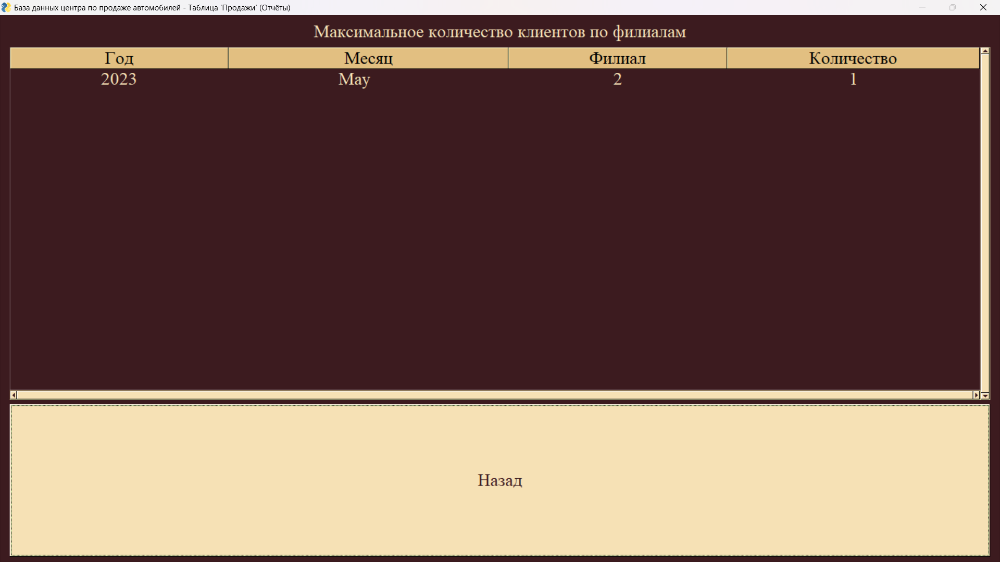 База данных центра по продаже автомобилей - Таблица 'Продажи' (Отчёты)
Максимальное количество клиентов по филиалам
Год Месяц Филиал Количество
2023 May 2 1
Назад